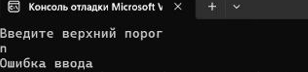 Консоль отладки Microsoft V
Введите верхний порог
n
Ошибка ввода